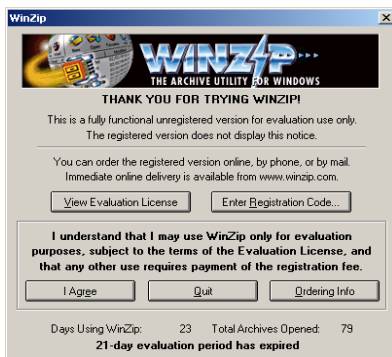 WinZip
WINZIP
THE ARCHIVE UTILITY FOR WINDOWS
THANK YOU FOR TRYING WINZIP!
This is a fully functional unregistered version for evaluation use only.
The registered version does not display this notice.
You can order the registered version online, by phone, or by mail.
Immediate online delivery is available from www.winzip.com.
View Evaluation License Enter Registration Code...
I understand that I may use WinZip only for evaluation
purposes, subject to the terms of the Evaluation License, and
that any other use requires payment of the registration fee.
I Agree Quit Ordering Info
Days Using WinZip: 23 Total Archives Opened: 79
21-day evaluation period has expired